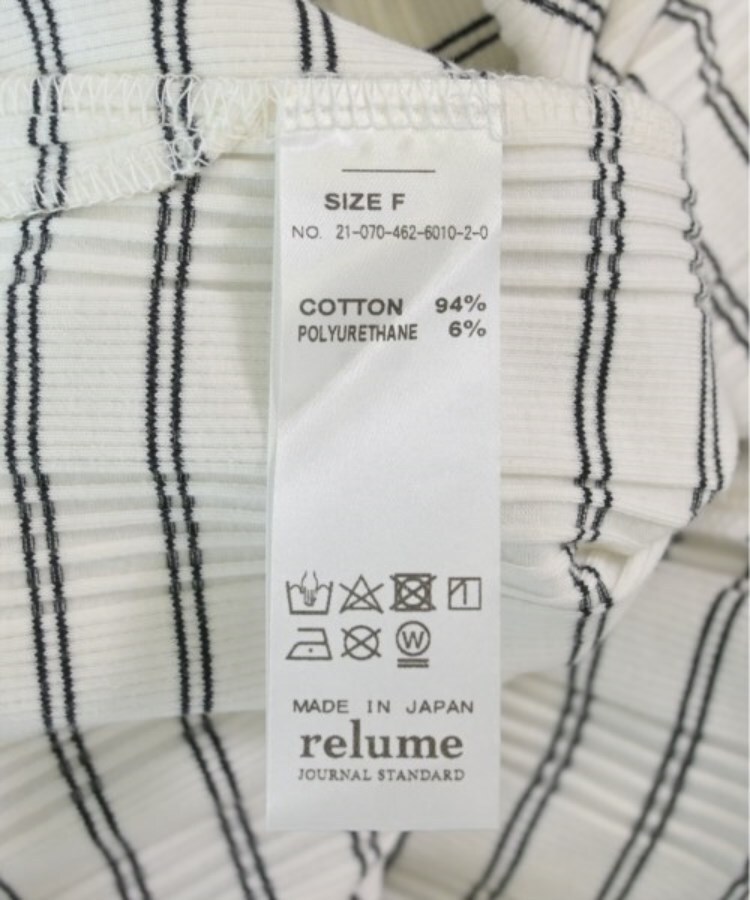 SIZE F
NO. 21-070-462-6010-2-0
COTTON 94%
POLYURETHANE 6%
W
MADE IN JAPAN
relume
JOURNAL STANDARD